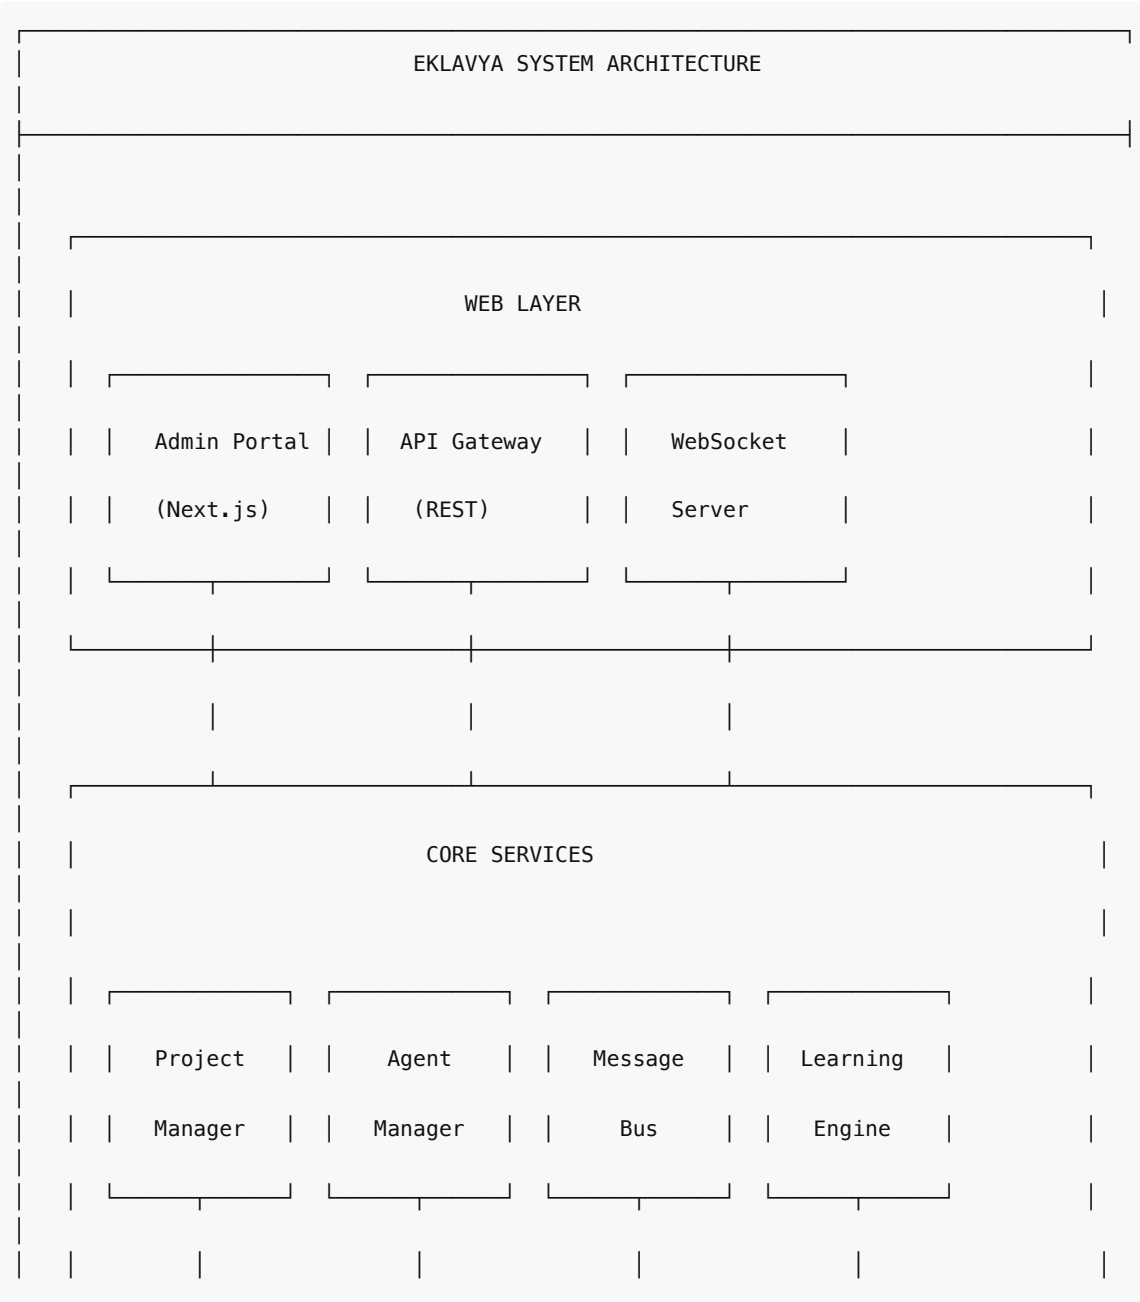 EKLAVYA SYSTEM ARCHITECTURE
WEB LAYER
Admin Portal API Gateway WebSocket
(Next.js) (REST) Server
CORE SERVICES
Project Agent Message Learning
Manager Manager Bus Engine